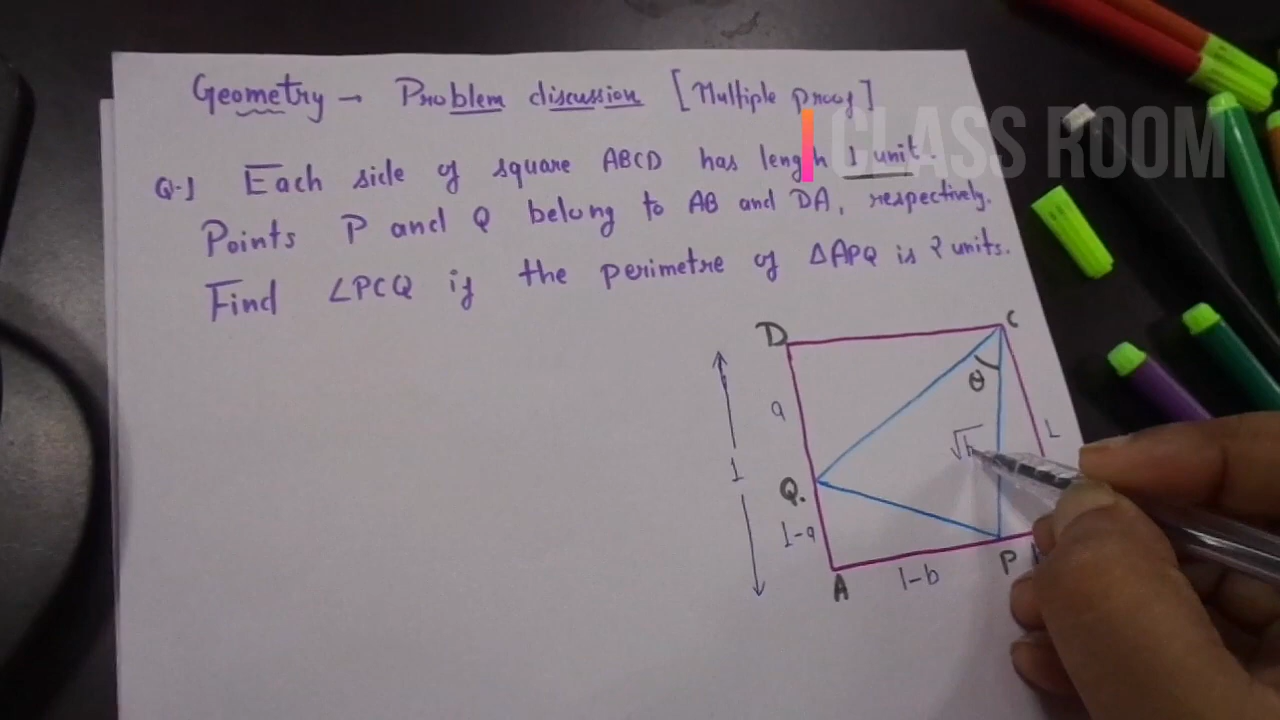 Geometry → Problem discussion [Multiple proof]
CLASS ROOM
Q-1 Each side of square ABCD has length 1 unit.
Points P and Q belong to AB and DA, respectively.
Find ∠PCQ if the perimetre of ΔAPQ is 2 units.
D
C
θ
a
L
√b
1
Q.
1-a
P
1-b
A